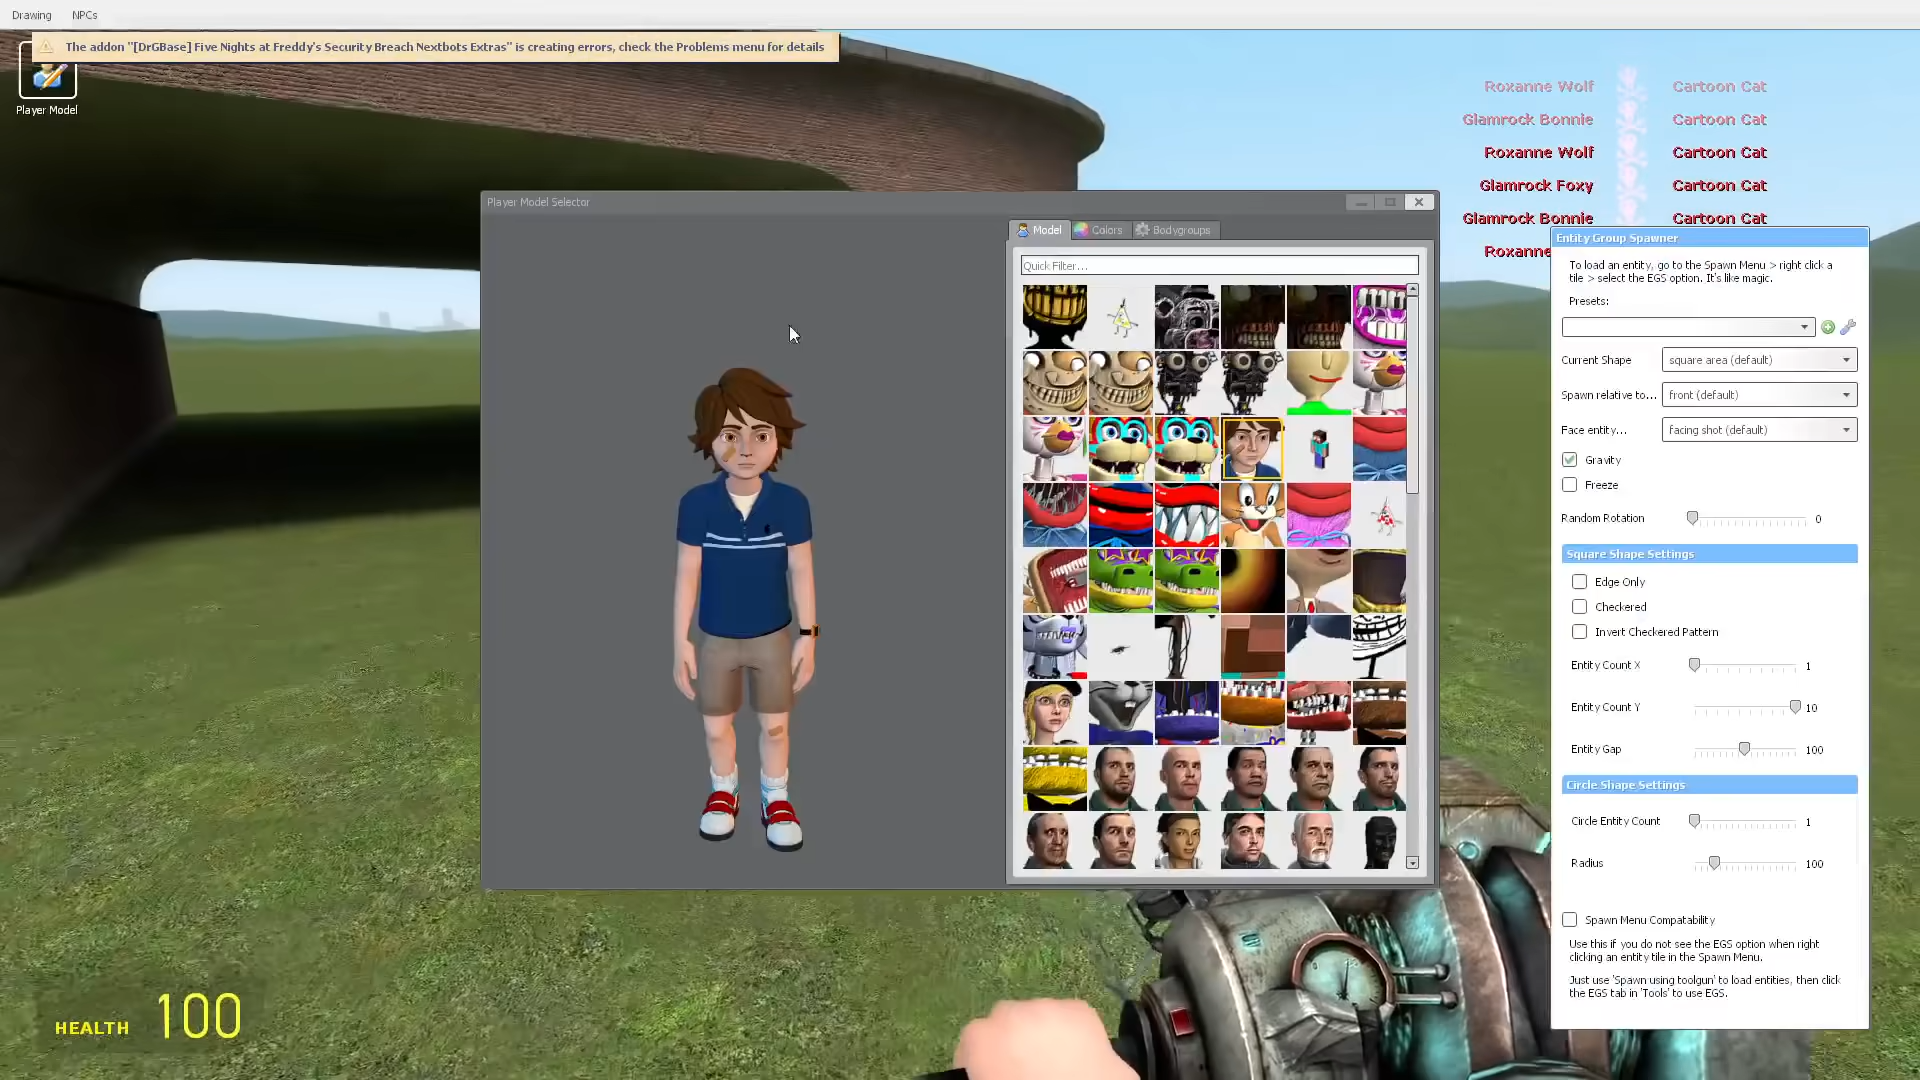 Drawing NPCs
The addon "[DrGBase] Five Nights at Freddy's Security Breach Nextbots Extras" is creating errors, check the Problems menu for details
Player Model
Roxanne Wolf Cartoon Cat
Glamrock Bonnie Cartoon Cat
Roxanne Wolf Cartoon Cat
Glamrock Foxy Cartoon Cat
Glamrock Bonnie Cartoon Cat
Roxanne
Player Model Selector
Model Colors Bodygroups
Quick Filter...
Entity Group Spawner
To load an entity, go to the Spawn Menu > right click a
tile > select the EGS option. It's like magic.
Presets:
Current Shape square area (default)
Spawn relative to... front (default)
Face entity... facing shot (default)
Gravity
Freeze
Random Rotation 0
Square Shape Settings
Edge Only
Checkered
Invert Checkered Pattern
Entity Count X 1
Entity Count Y 10
Entity Gap 100
Circle Shape Settings
Circle Entity Count 1
Radius 100
Spawn Menu Compatability
Use this if you do not see the EGS option when right
clicking an entity tile in the Spawn Menu.
Just use 'Spawn using toolgun' to load entities, then click
the EGS tab in 'Tools' to use EGS.
HEALTH 100